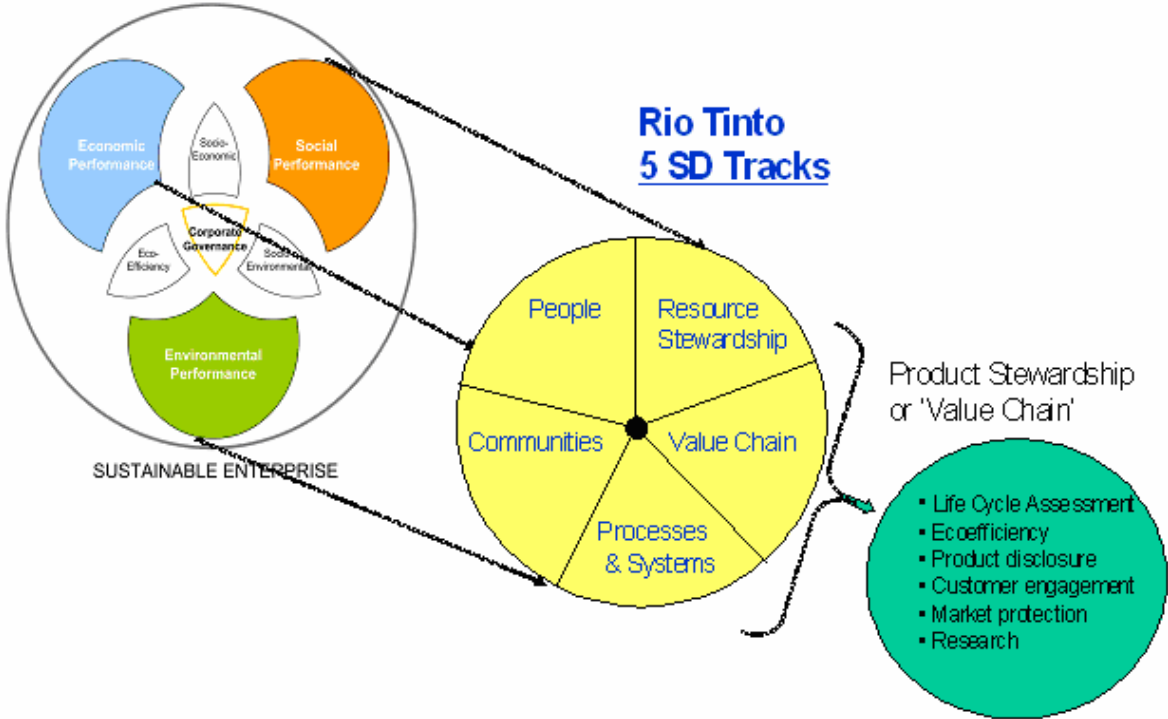 Economic
Performance
Socio-
Economic
Social
Performance
Corporate
Governance
Eco-
Efficiency
Socio
Environmental
Environmental
Performance
SUSTAINABLE ENTERPRISE
Rio Tinto
5 SD Tracks
People
Resource
Stewardship
Communities
Value Chain
Processes
& Systems
Product Stewardship
or 'Value Chain'
▪ Life Cycle Assessment
▪ Ecoefficiency
▪ Product disclosure
▪ Customer engagement
▪ Market protection
▪ Research